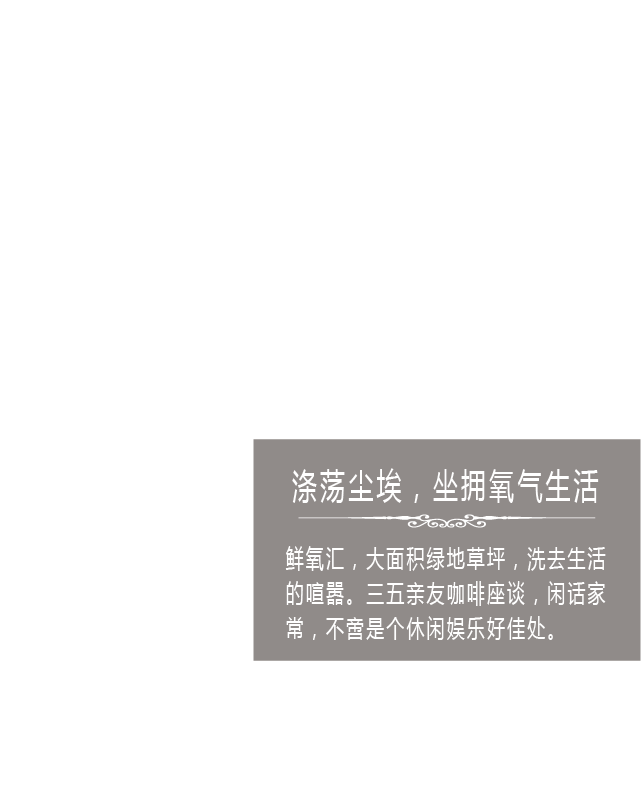 涤荡尘埃，坐拥氧气生活
鲜氧汇，大面积绿地草坪，洗去生活
的喧嚣。三五亲友咖啡座谈，闲话家
常，不啻是个休闲娱乐好佳处。